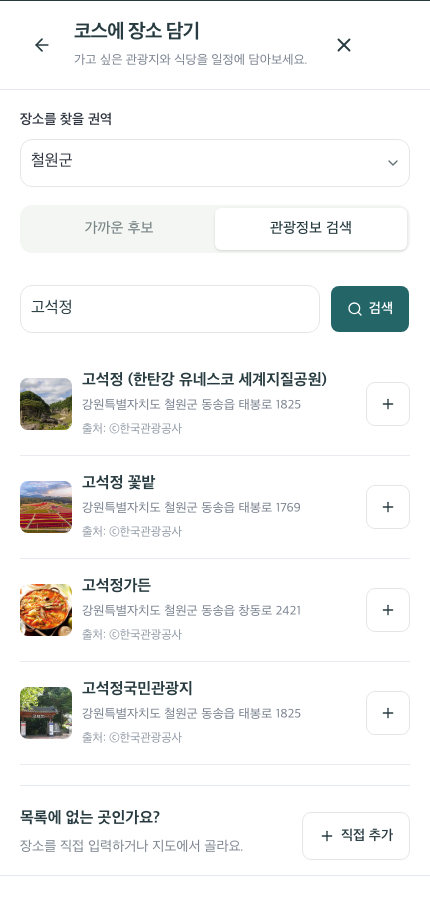 코스에 장소 담기
가고 싶은 관광지와 식당을 일정에 담아보세요.
장소를 찾을 권역
철원군
가까운 후보
관광정보 검색
고석정
검색
고석정 (한탄강 유네스코 세계지질공원)
강원특별자치도 철원군 동송읍 태봉로 1825
출처: ©한국관광공사
고석정 꽃밭
강원특별자치도 철원군 동송읍 태봉로 1769
출처: ©한국관광공사
고석정가든
강원특별자치도 철원군 동송읍 창동로 2421
출처: ©한국관광공사
고석정국민관광지
강원특별자치도 철원군 동송읍 태봉로 1825
출처: ©한국관광공사
목록에 없는 곳인가요?
장소를 직접 입력하거나 지도에서 골라요.
직접 추가